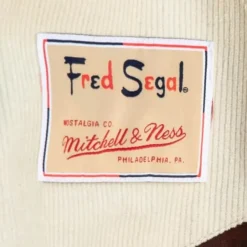 Fred Segal®
NOSTALGIA CO.
Mitchell & Ness
PHILADELPHIA, PA.